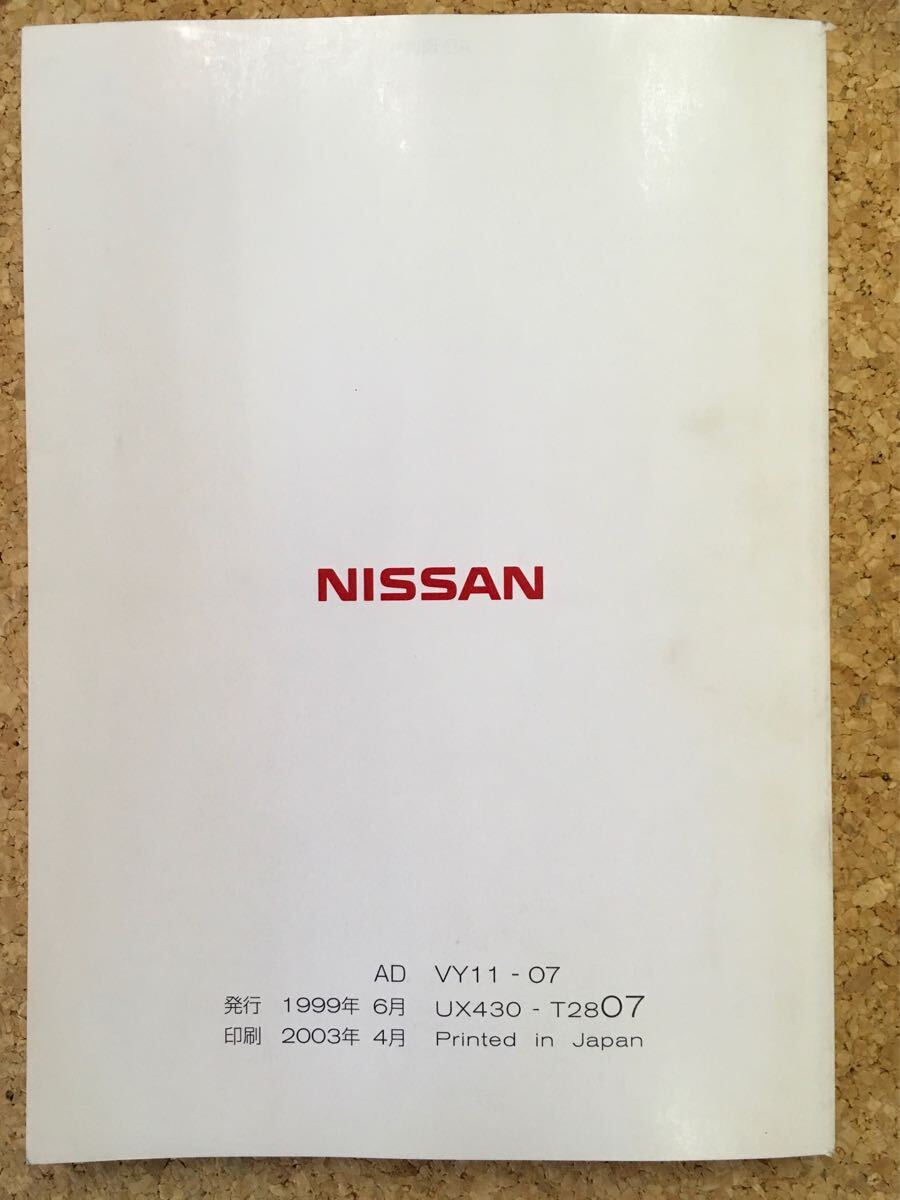 NISSAN
AD VY11 - 07
発行 1999年 6月 UX430 - T2807
印刷 2003年 4月 Printed in Japan